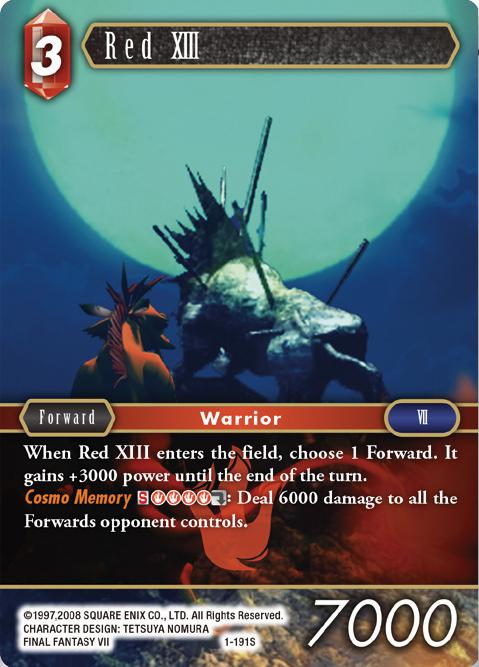 3
Red XIII
Forward
Warrior
VII
When Red XIII enters the field, choose 1 Forward. It
gains +3000 power until the end of the turn.
Cosmo Memory S : Deal 6000 damage to all the
Forwards opponent controls.
©1997,2008 SQUARE ENIX CO., LTD. All Rights Reserved.
CHARACTER DESIGN: TETSUYA NOMURA
FINAL FANTASY VII
1-191S
7000